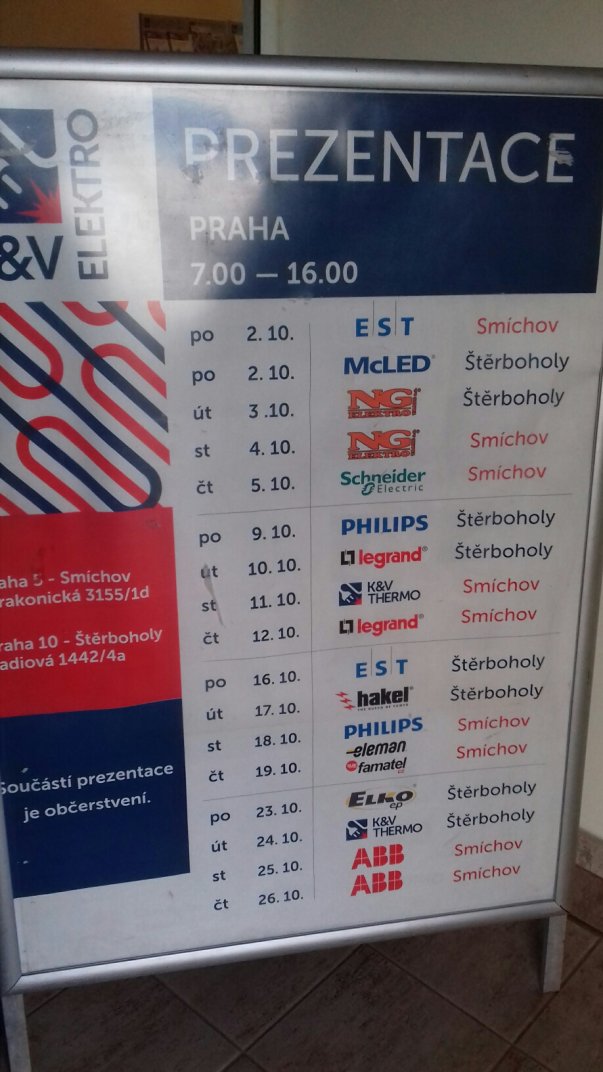 K&V ELEKTRO
PREZENTACE
PRAHA
7.00 — 16.00
po 2. 10. EST Smíchov
po 2. 10. McLED® Štěrboholy
út 3 .10. NG ELEKTRO Štěrboholy
st 4. 10. NG ELEKTRO Smíchov
čt 5. 10. Schneider Electric Smíchov
po 9. 10. PHILIPS Štěrboholy
út 10. 10. legrand® Štěrboholy
st 11. 10. K&V THERMO Smíchov
čt 12. 10. legrand® Smíchov
po 16. 10. EST Štěrboholy
út 17. 10. hakel® Štěrboholy
st 18. 10. PHILIPS Smíchov
čt 19. 10. eleman famatel Smíchov
po 23. 10. ELKO ep Štěrboholy
út 24. 10. K&V THERMO Štěrboholy
st 25. 10. ABB Smíchov
čt 26. 10. ABB Smíchov
aha 5 - Smíchov
rakonická 3155/1d
raha 10 - Štěrboholy
adiová 1442/4a
Součástí prezentace
je občerstvení.